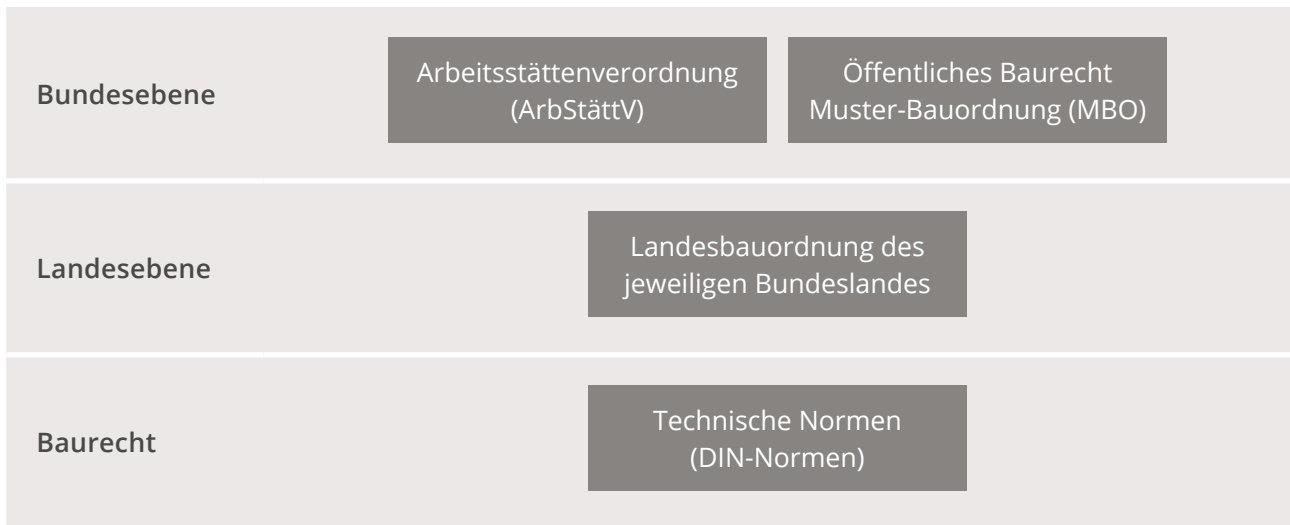 Bundesebene
Arbeitsstättenverordnung
(ArbStättV)
Öffentliches Baurecht
Muster-Bauordnung (MBO)
Landesebene
Landesbauordnung des
jeweiligen Bundeslandes
Baurecht
Technische Normen
(DIN-Normen)